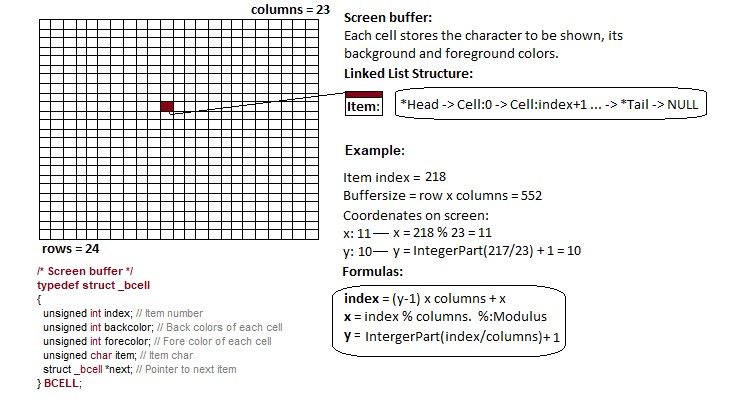 columns = 23
rows = 24
/* Screen buffer */
typedef struct _bcell
{
unsigned int index; // Item number
unsigned int backcolor; // Back colors of each cell
unsigned int forecolor; // Fore color of each cell
unsigned char item; // Item char
struct _bcell *next; // Pointer to next item
} BCELL;
Screen buffer:
Each cell stores the character to be shown, its
background and foreground colors.
Linked List Structure:
Item: *Head -> Cell:0 -> Cell:index+1 ... -> *Tail -> NULL
Example:
Item index = 218
Buffersize = row x columns = 552
Coordenates on screen:
x: 11— x = 218 % 23 = 11
y: 10— y = IntegerPart(217/23) + 1 = 10
Formulas:
index = (y-1) x columns + x
x = index % columns. %:Modulus
y = IntergerPart(index/columns)+ 1